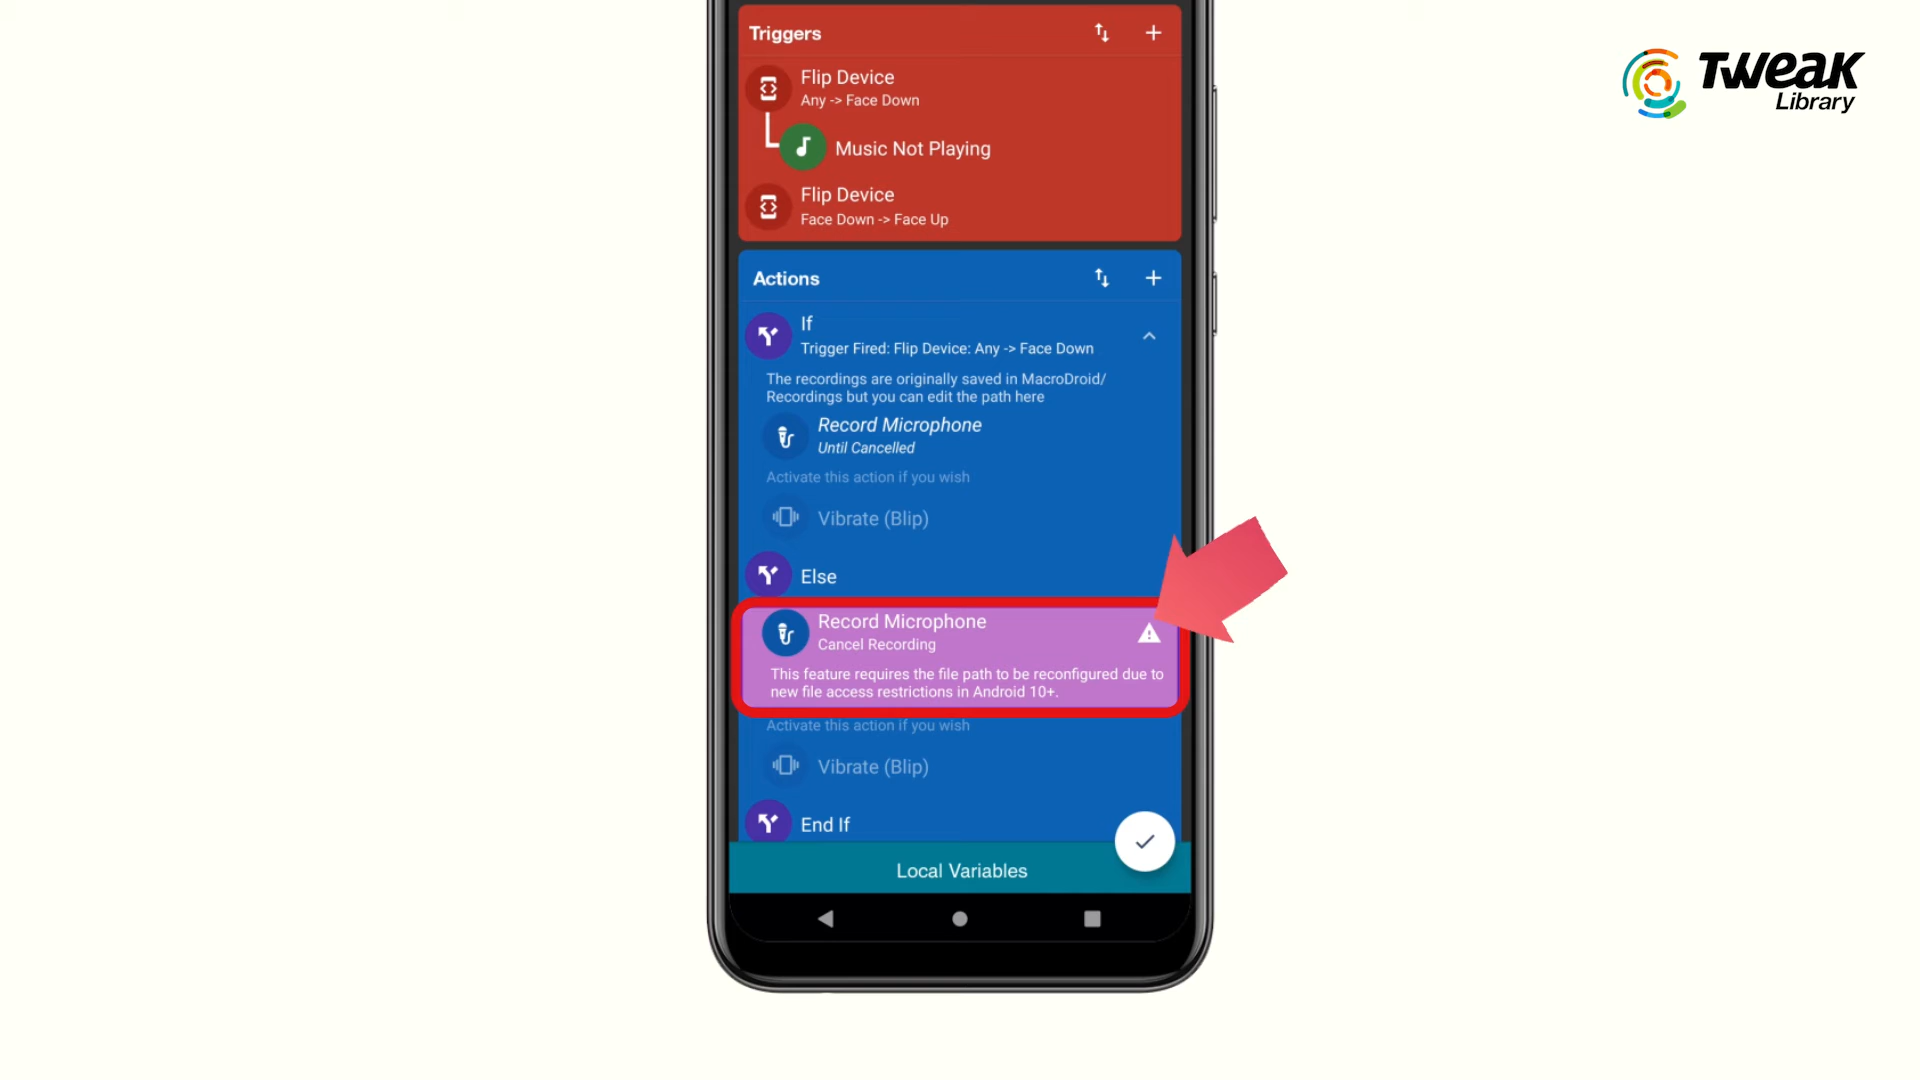 Triggers
Flip Device
Any -> Face Down
Music Not Playing
Flip Device
Face Down -> Face Up
Actions
If
Trigger Fired: Flip Device: Any -> Face Down
The recordings are originally saved in MacroDroid/
Recordings but you can edit the path here
Record Microphone
Until Cancelled
Activate this action if you wish
Vibrate (Blip)
Else
Record Microphone
Cancel Recording
This feature requires the file path to be reconfigured due to
new file access restrictions in Android 10+.
Activate this action if you wish
Vibrate (Blip)
End If
Local Variables
TWeaK
Library